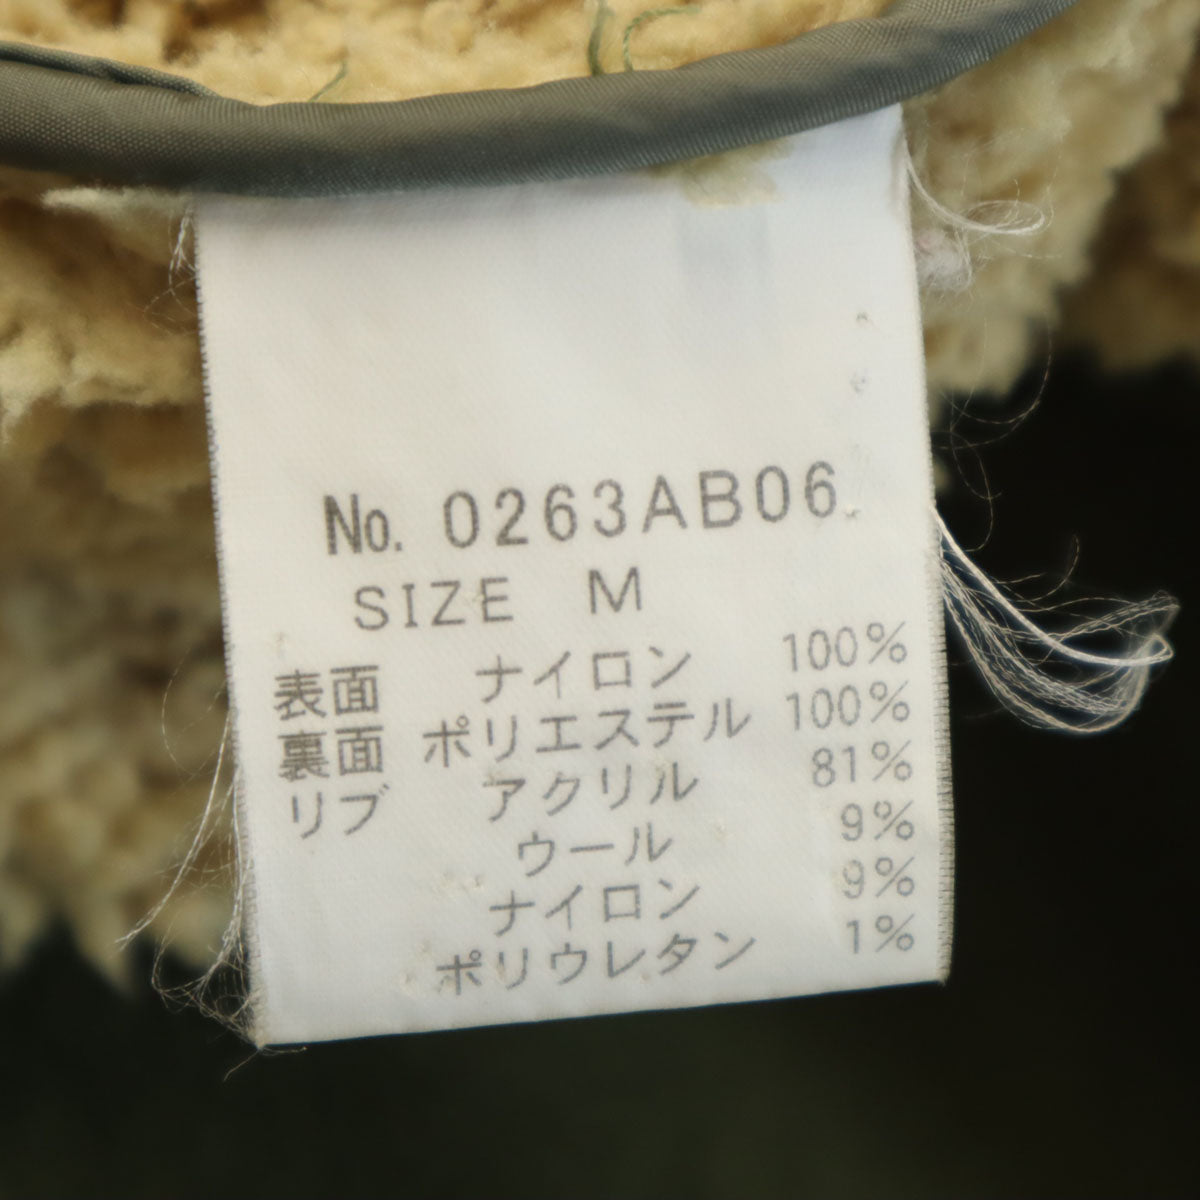 No. 0263AB06
SIZE M
表面 ナイロン 100%
裏面 ポリエステル 100%
リブ アクリル 81%
ウール 9%
ナイロン 9%
ポリウレタン 1%